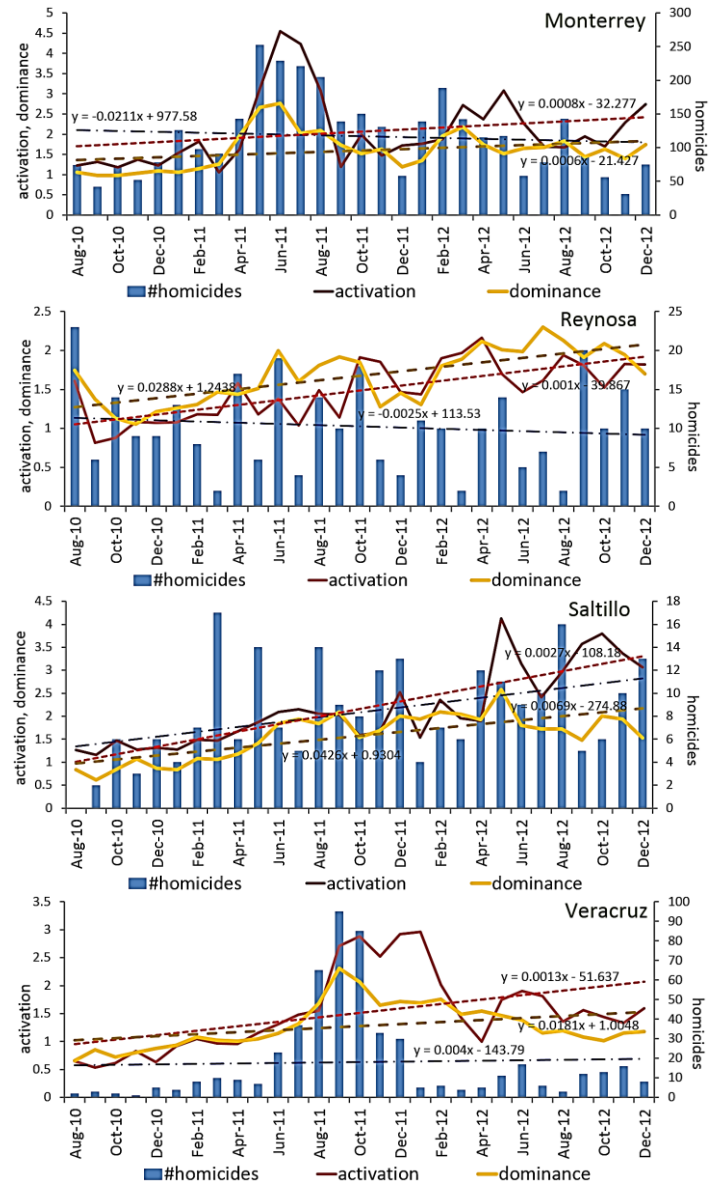 Monterrey
5
4.5
4
3.5
3
2.5
2
1.5
1
0.5
0
activation, dominance
300
250
200
150
100
50
0
homicides
y = -0.0211x + 977.58
y = 0.0008x - 32.277
y = 0.0006x - 21.427
Aug-10
Oct-10
Dec-10
Feb-11
Apr-11
Jun-11
Aug-11
Oct-11
Dec-11
Feb-12
Apr-12
Jun-12
Aug-12
Oct-12
Dec-12
#homicides activation dominance
Reynosa
2.5
2
1.5
1
0.5
0
activation, dominance
25
20
15
10
5
0
homicides
y = 0.0288x + 1.2438
y = 0.001x - 39.867
y = -0.0025x + 113.53
Aug-10
Oct-10
Dec-10
Feb-11
Apr-11
Jun-11
Aug-11
Oct-11
Dec-11
Feb-12
Apr-12
Jun-12
Aug-12
Oct-12
Dec-12
#homicides activation dominance
Saltillo
4.5
4
3.5
3
2.5
2
1.5
1
0.5
0
activation, dominance
18
16
14
12
10
8
6
4
2
0
homicides
y = 0.0027x - 108.18
y = 0.0069x - 274.88
y = 0.0426x + 0.9304
Aug-10
Oct-10
Dec-10
Feb-11
Apr-11
Jun-11
Aug-11
Oct-11
Dec-11
Feb-12
Apr-12
Jun-12
Aug-12
Oct-12
Dec-12
#homicides activation dominance
Veracruz
3.5
3
2.5
2
1.5
1
0.5
0
activation
100
90
80
70
60
50
40
30
20
10
0
homicides
y = 0.0013x - 51.637
y = 0.0181x + 1.0048
y = 0.004x - 143.79
Aug-10
Oct-10
Dec-10
Feb-11
Apr-11
Jun-11
Aug-11
Oct-11
Dec-11
Feb-12
Apr-12
Jun-12
Aug-12
Oct-12
Dec-12
#homicides activation dominance